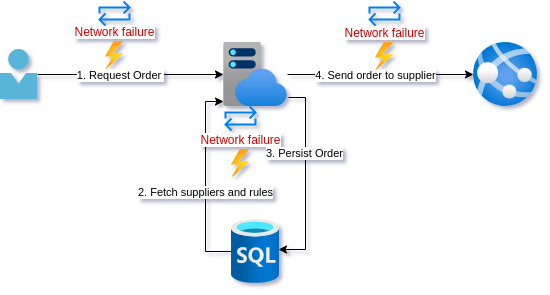 Network failure
Network failure
1. Request Order
4. Send order to supplier
Network failure
3. Persist Order
2. Fetch suppliers and rules
SQL